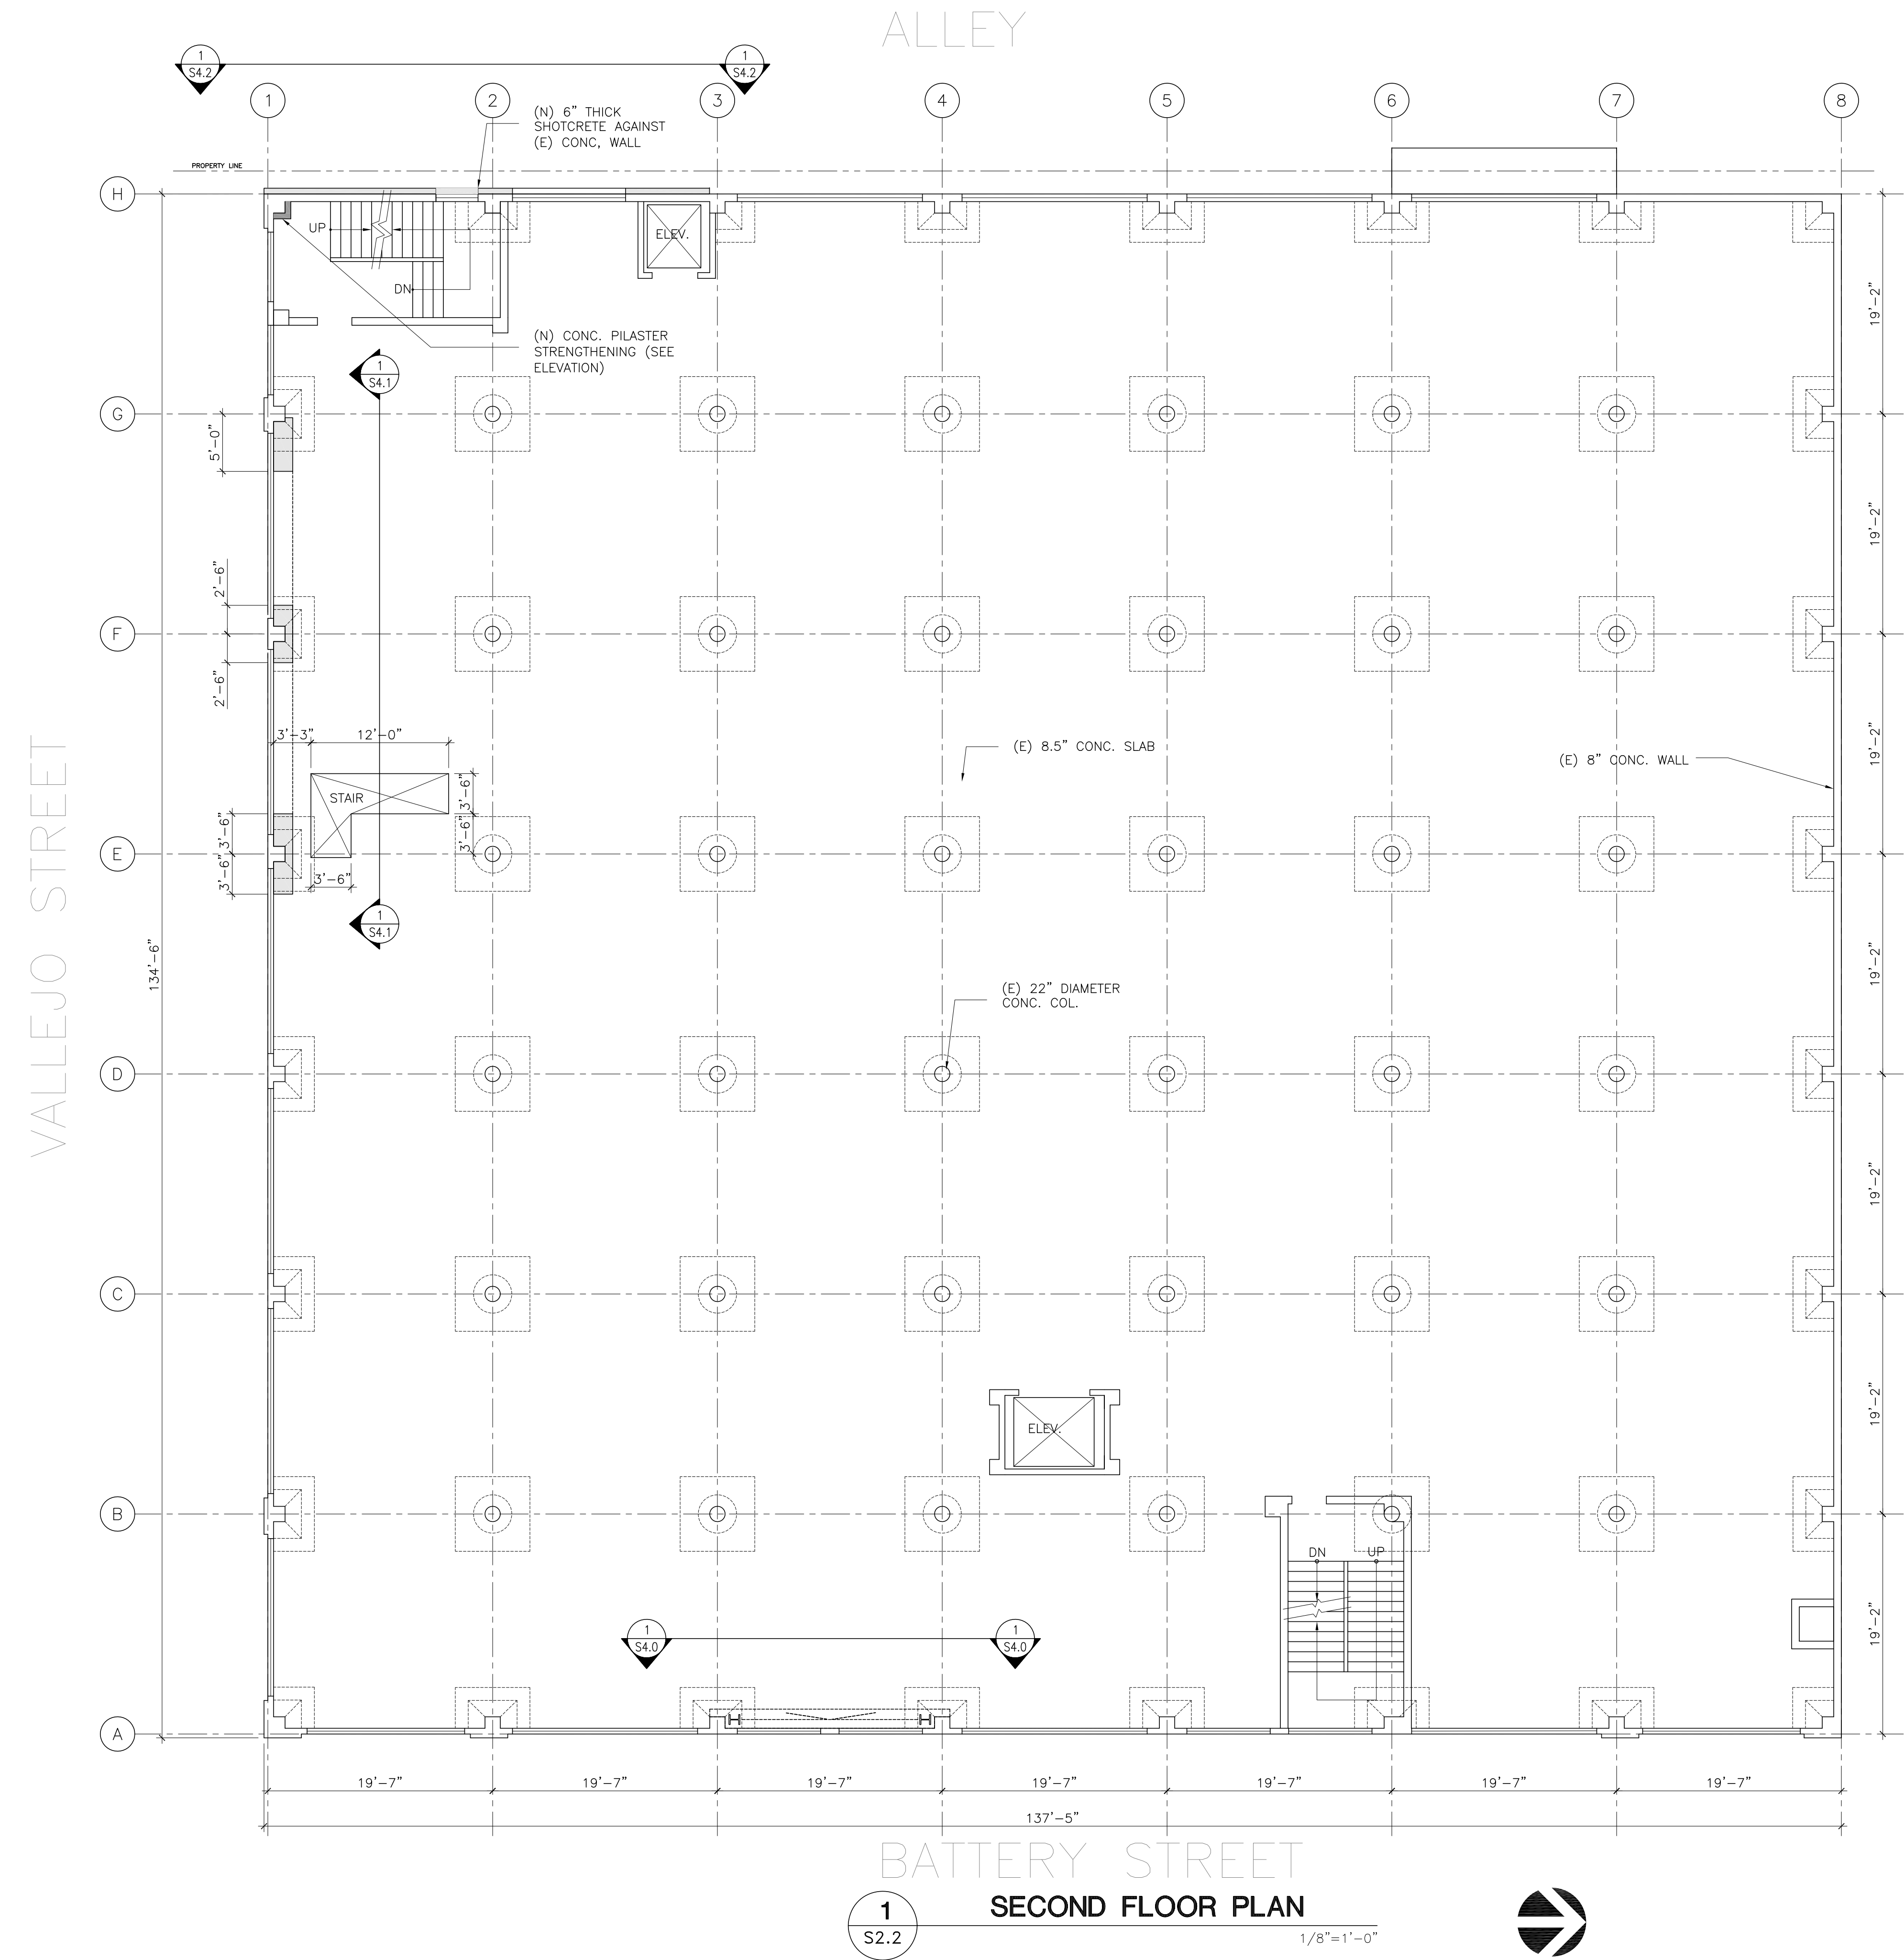 ALLEY
1
S4.2
1
S4.2
1
2
3
4
5
6
7
8
(N) 6" THICK
SHOTCRETE AGAINST
(E) CONC, WALL
PROPERTY LINE
H
UP
ELEV.
DN
19'-2"
(N) CONC. PILASTER
STRENGTHENING (SEE
ELEVATION)
1
S4.1
G
5'-0"
19'-2"
2'-6"
F
2'-6"
3'-3"
12'-0"
(E) 8.5" CONC. SLAB
(E) 8" CONC. WALL
19'-2"
STAIR
3'-6"
3'-6"
3'-6"
3'-6"
E
3'-6"
1
S4.1
VALLEJO STREET
134'-6"
19'-2"
(E) 22" DIAMETER
CONC. COL.
D
19'-2"
C
19'-2"
ELEV.
B
DN
UP
19'-2"
1
S4.0
1
S4.0
A
19'-7"
19'-7"
19'-7"
19'-7"
19'-7"
19'-7"
19'-7"
137'-5"
BATTERY STREET
1
S2.2
SECOND FLOOR PLAN
1/8"=1'-0"